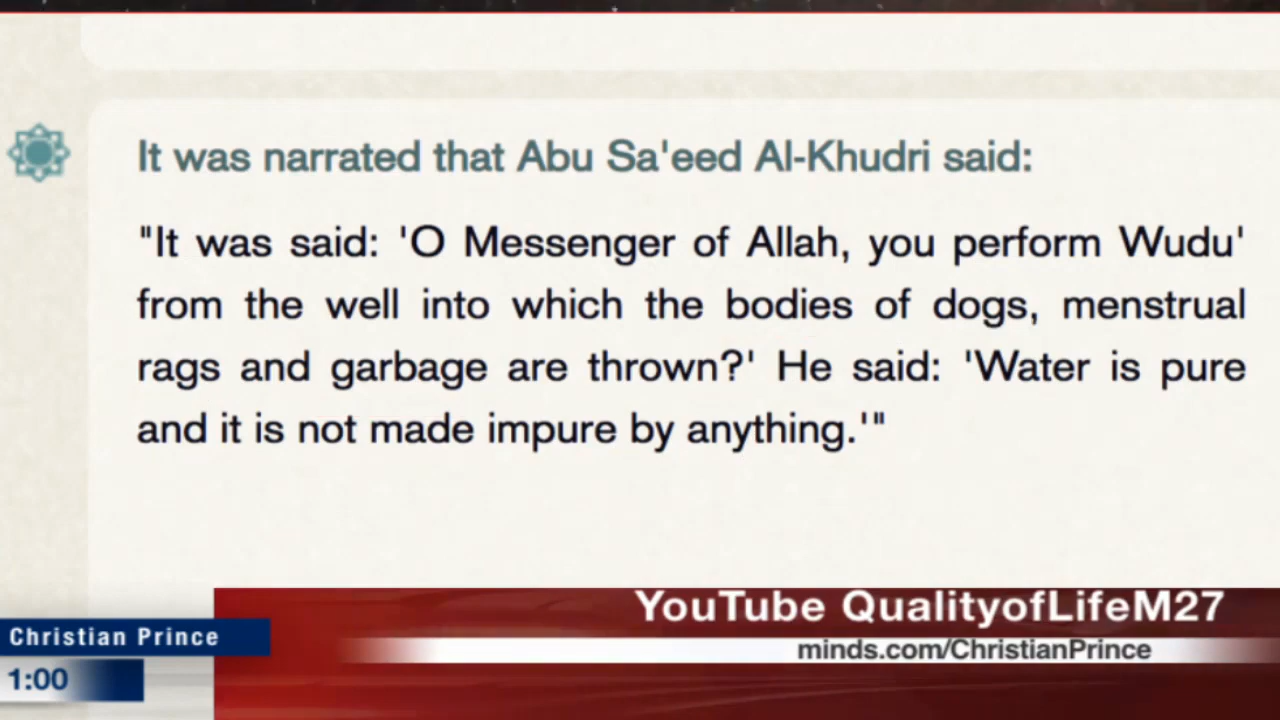 It was narrated that Abu Sa'eed Al-Khudri said:
"It was said: 'O Messenger of Allah, you perform Wudu'
from the well into which the bodies of dogs, menstrual
rags and garbage are thrown?' He said: 'Water is pure
and it is not made impure by anything.'"
YouTube QualityofLifeM27
Christian Prince
minds.com/ChristianPrince
1:00